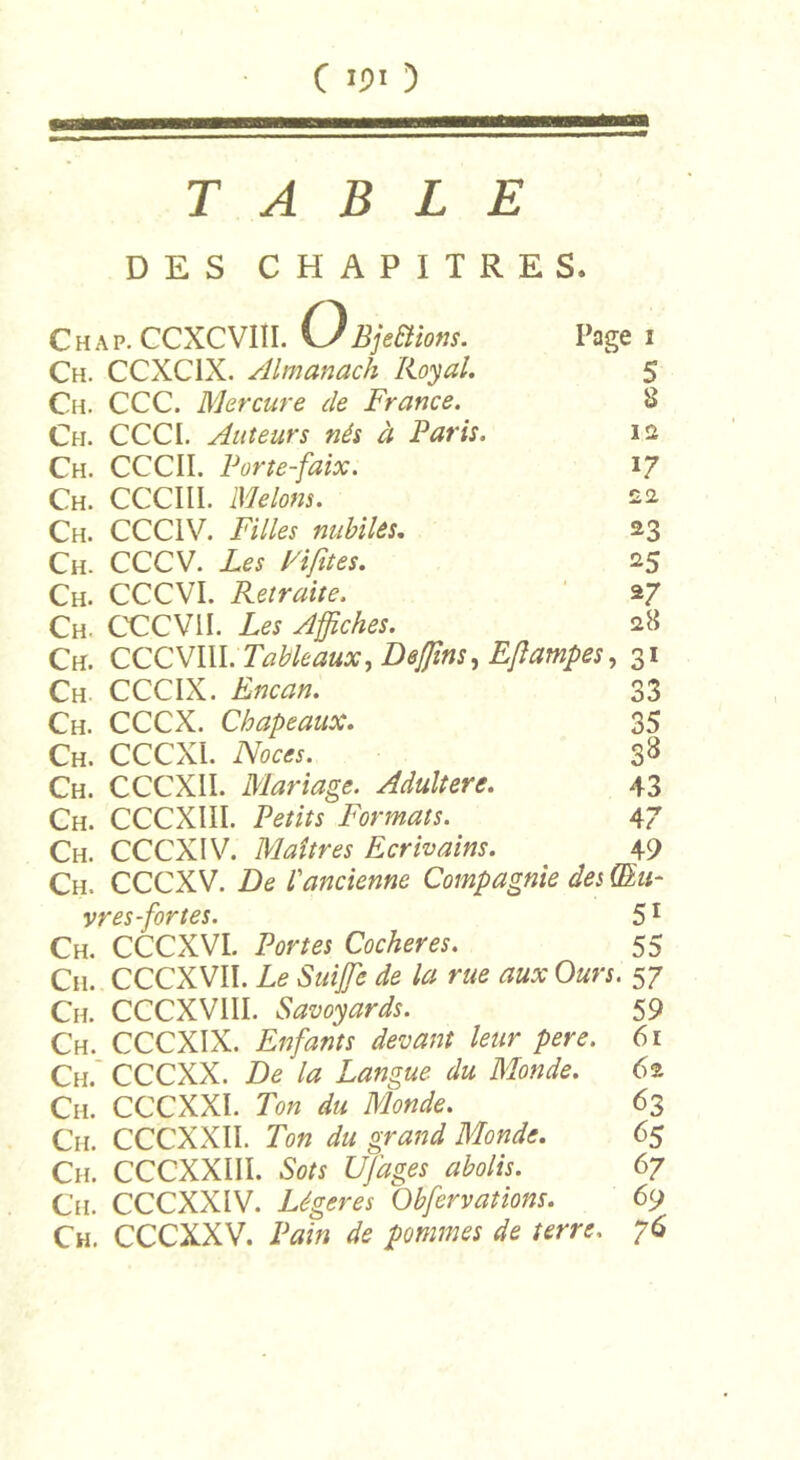 ( 191 )
TABLE
DES CHAPITRES.
CHAP. CCXCVIII. OBjeƈtions. Page 1
CH. CCXCIX. Almanach Royal. 5
CH. CCC. Mercure de France. 8
CH. CCCI. Auteurs nés à Paris. 12
CH. CCCII. Porte-faix. 17
CH. CCCIII. Melons. 22
CH. CCCIV. Filles nubiles. 23
CH. CCCV. Les Viſites. 25
CH. CCCVI. Retraite. 27
CH. CCCVII. Les Affiches. 28
CH. CCCVIII. Tableaux, Deſſins, Eſtampes, 31
CH CCCIX. Encan. 33
CH. CCCX. Chapeaux. 35
CH. CCCXI. Noces. 38
CH. CCCXII. Mariage. Adultere. 43
CH. CCCXIII. Petits Formats. 47
CH. CCCXIV. Maîtres Ecrivains. 49
CH. CCCXV. De l'ancienne Compagnie des Œu-
vres-fortes. 51
CH. CCCXVI. Portes Cocheres. 55
CH. CCCXVII. Le Suiſſe de la rue aux Ours. 57
CH. CCCXVIII. Savoyards. 59
CH. CCCXIX. Enfants devant leur pere. 61
CH. CCCXX. De la Langue du Monde. 62
CH. CCCXXI. Ton du Monde. 63
CH. CCCXXII. Ton du grand Monde. 65
CH. CCCXXIII. Sots Uſages abolis. 67
CH. CCCXXIV. Légeres Obſervations. 69
CH. CCCXXV. Pain de pommes de terre. 76